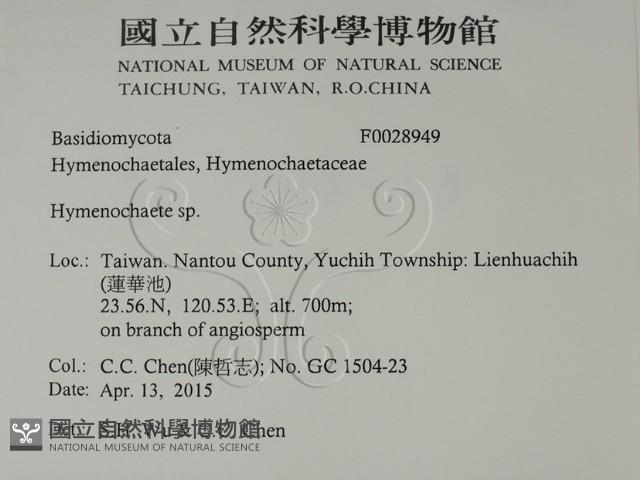 國立自然科學博物館
NATIONAL MUSEUM OF NATURAL SCIENCE
TAICHUNG, TAIWAN, R.O.CHINA
Basidiomycota F0028949
Hymenochaetales, Hymenochaetaceae
Hymenochaete sp.
Loc.: Taiwan. Nantou County, Yuchih Township: Lienhuachih
(蓮華池)
23.56.N, 120.53.E; alt. 700m;
on branch of angiosperm
Col.: C.C. Chen(陳哲志); No. GC 1504-23
Date: Apr. 13, 2015
Wu & Chen
國立自然科學博物館
NATIONAL MUSEUM OF NATURAL SCIENCE